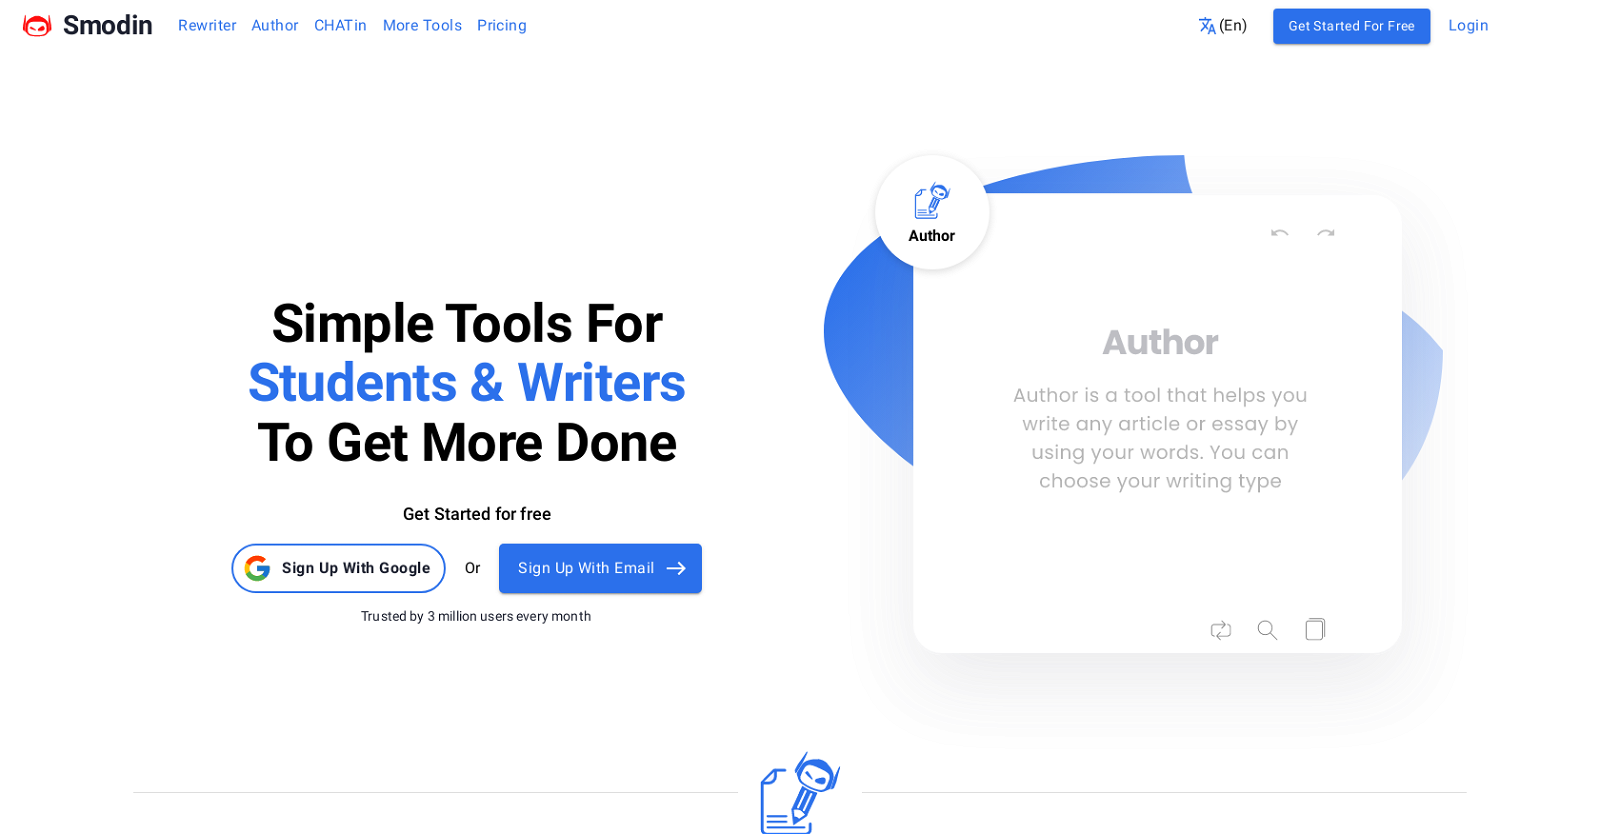 Smodin
Rewriter Author CHATin More Tools Pricing
(En) Get Started For Free Login
Simple Tools For
Students & Writers
To Get More Done
Get Started for free
Sign Up With Google Or Sign Up With Email
Trusted by 3 million users every month
Author
Author
Author is a tool that helps you
write any article or essay by
using your words. You can
choose your writing type